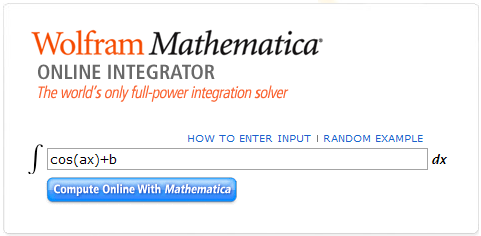 Wolfram Mathematica®
ONLINE INTEGRATOR
The world's only full-power integration solver
HOW TO ENTER INPUT | RANDOM EXAMPLE
∫ cos(ax)+b dx
Compute Online With Mathematica